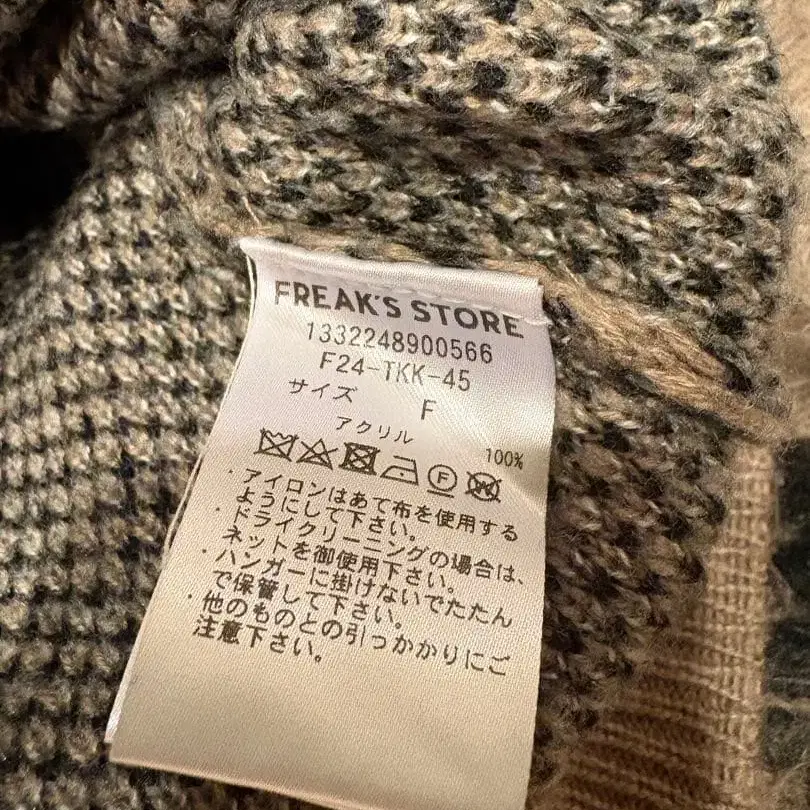 FREAK'S STORE
1332248900566
F24-TKK-45
サイズ F
アクリル 100%
P W
・アイロンはあて布を使用する
ようにして下さい。
・ドライクリーニングの場合は、
ネットを御使用下さい。
・ハンガーに掛けないでたたん
で保管して下さい。
・他のものとの引っかかりにご
注意下さい。